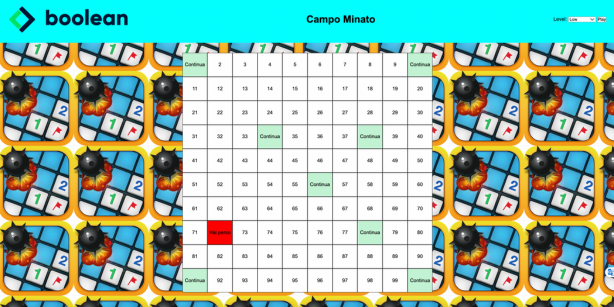 boolean
Campo Minato
Level: Low Play
Continua 2 3 4 5 6 7 8 9 Continua
11 12 13 14 15 16 17 18 19 20
21 22 23 24 25 26 27 28 29 30
31 32 33 Continua 35 36 37 Continua 39 40
41 42 43 44 45 46 47 48 49 50
51 52 53 54 55 Continua 57 58 59 60
61 62 63 64 65 66 67 68 69 70
71 73 74 75 76 77 Continua 79 80
81 82 83 84 85 86 87 88 89 90
Continua 92 93 94 95 96 97 98 99 Continua